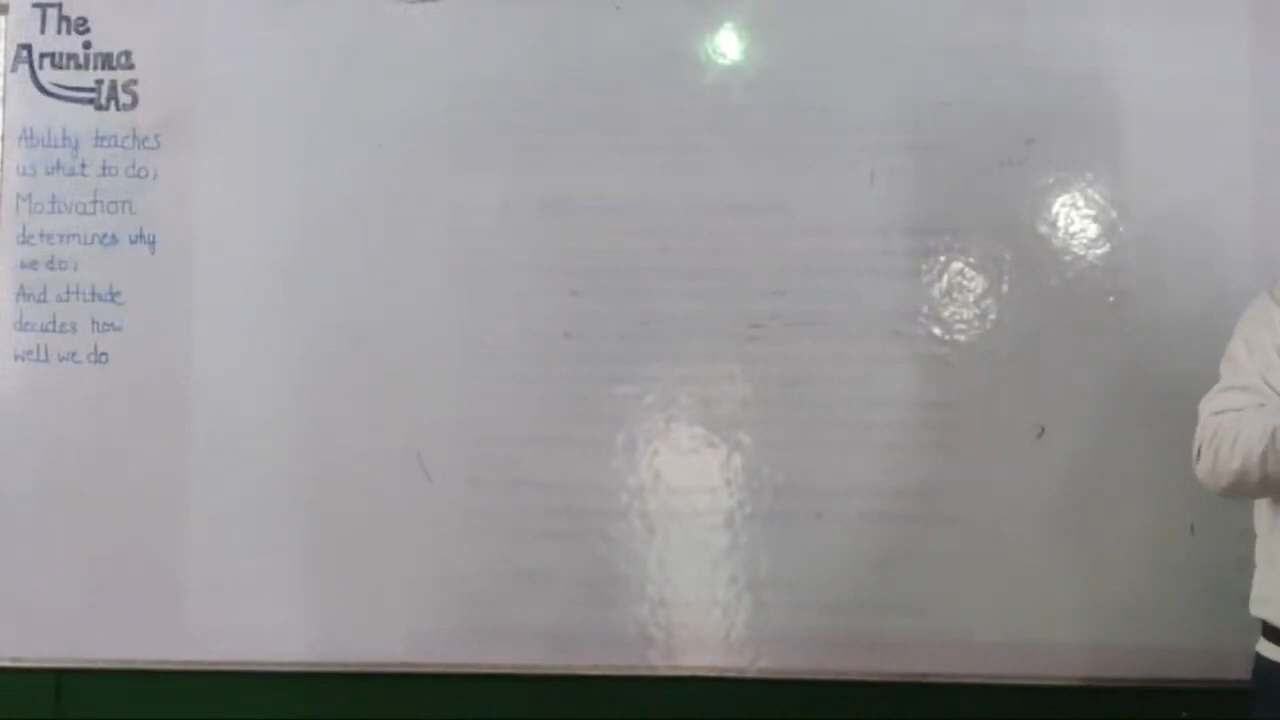 The
Arunima
IAS
Ability teaches
us what to do;
Motivation
determines why
we do;
And attitude
decides how
well we do